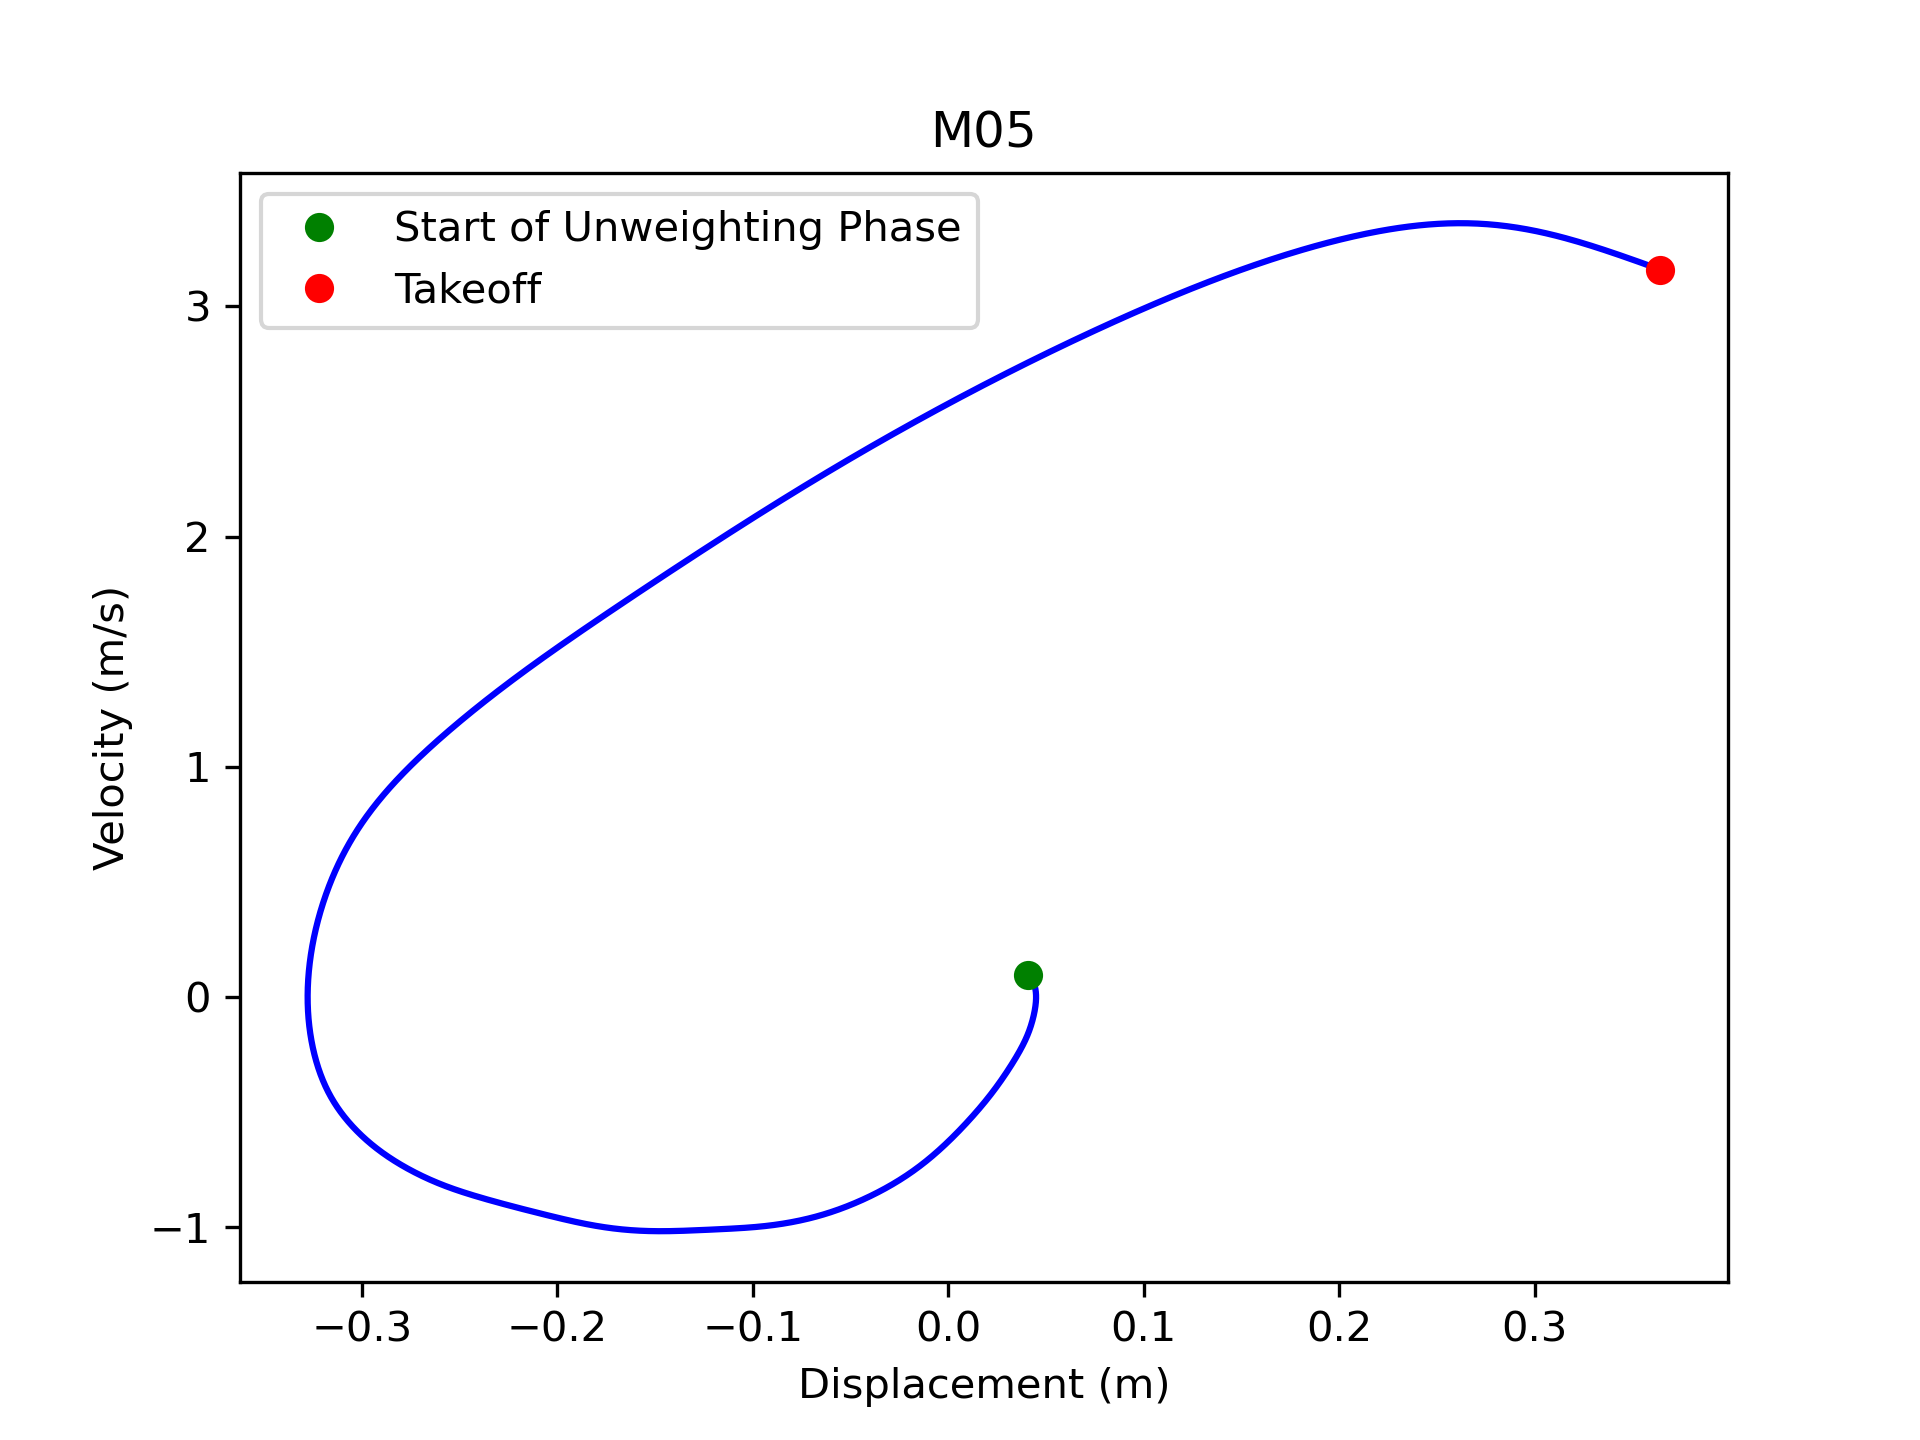 M05
Start of Unweighting Phase
Takeoff
3
2
1
0
−1
Velocity (m/s)
−0.3 −0.2 −0.1 0.0 0.1 0.2 0.3
Displacement (m)